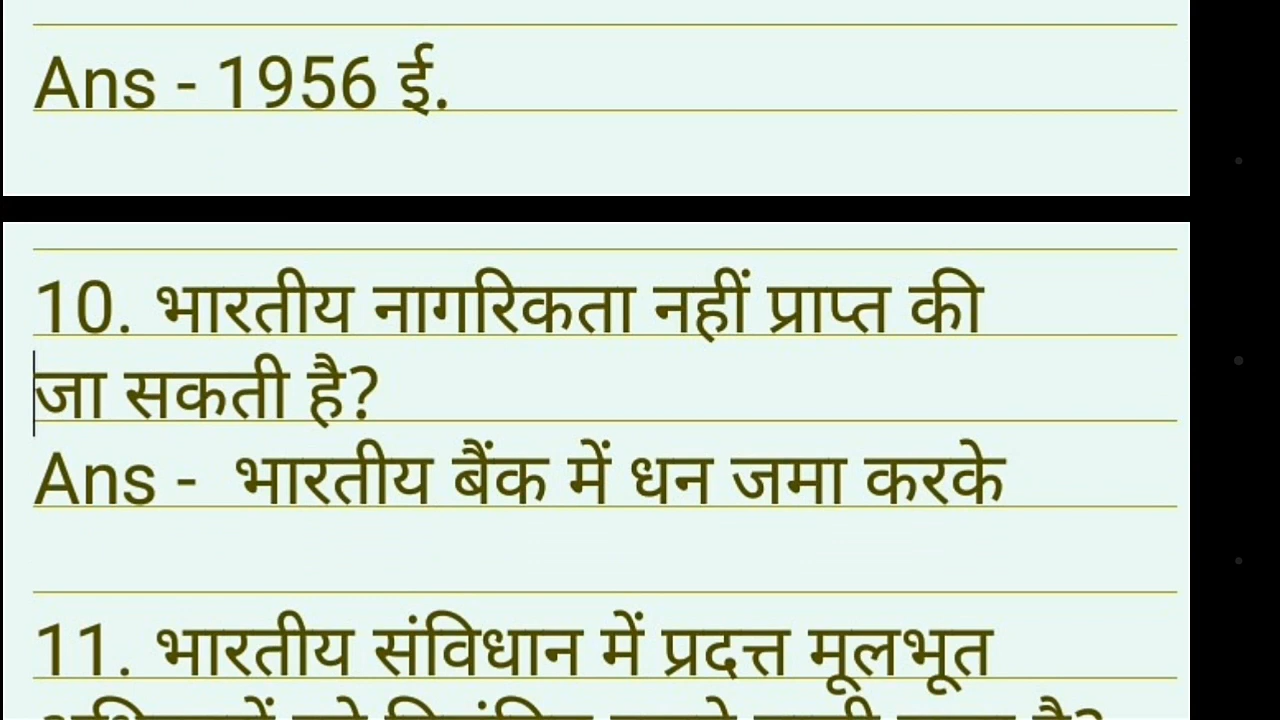 Ans - 1956 ई.
10. भारतीय नागरिकता नहीं प्राप्त की
जा सकती है?
Ans -  भारतीय बैंक में धन जमा करके
11. भारतीय संविधान में प्रदत्त मूलभूत